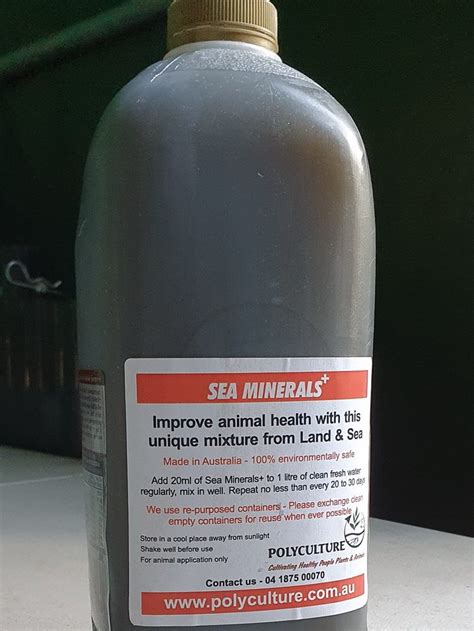 SEA MINERALS+
Improve animal health with this
unique mixture from Land & Sea
Made in Australia - 100% environmentally safe
Add 20ml of Sea Minerals+ to 1 litre of clean fresh water
regularly, mix in well. Repeat no less than every 20 to 30 days
We use re-purposed containers - Please exchange clean
empty containers for reuse when ever possible
Store in a cool place away from sunlight
Shake well before use
For animal application only
POLYCULTURE
Cultivating Healthy People Plants & Animals
Contact us - 04 1875 00070
www.polyculture.com.au